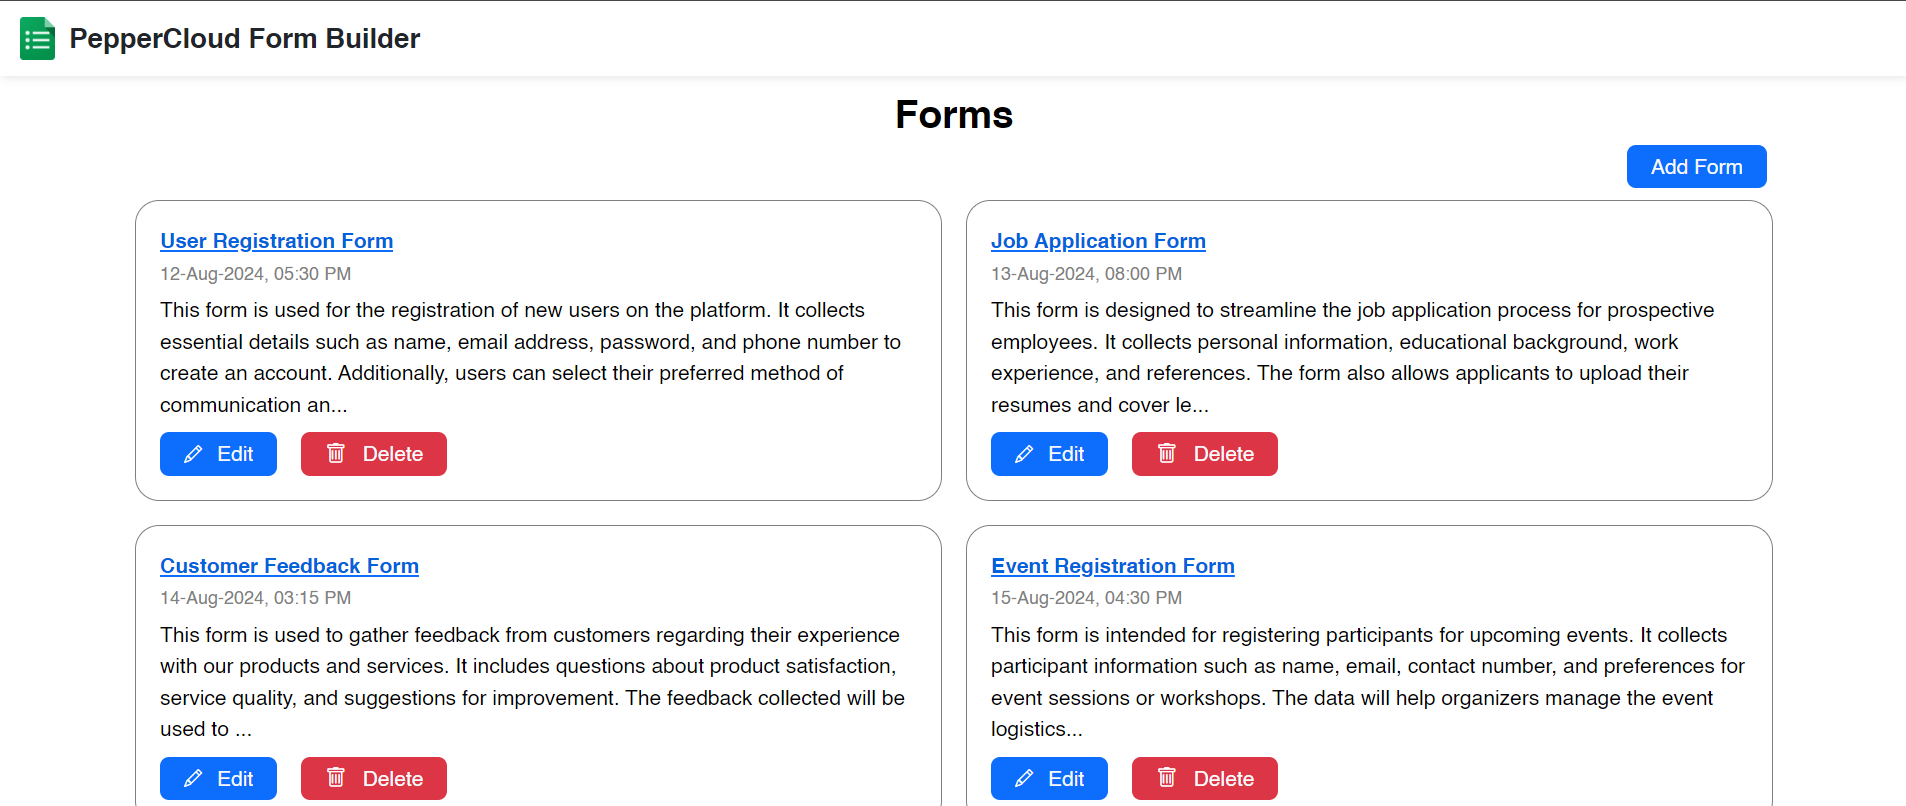 PepperCloud Form Builder
Forms
Add Form
User Registration Form
12-Aug-2024, 05:30 PM
This form is used for the registration of new users on the platform. It collects
essential details such as name, email address, password, and phone number to
create an account. Additionally, users can select their preferred method of
communication an...
Edit Delete
Job Application Form
13-Aug-2024, 08:00 PM
This form is designed to streamline the job application process for prospective
employees. It collects personal information, educational background, work
experience, and references. The form also allows applicants to upload their
resumes and cover le...
Edit Delete
Customer Feedback Form
14-Aug-2024, 03:15 PM
This form is used to gather feedback from customers regarding their experience
with our products and services. It includes questions about product satisfaction,
service quality, and suggestions for improvement. The feedback collected will be
used to ...
Edit Delete
Event Registration Form
15-Aug-2024, 04:30 PM
This form is intended for registering participants for upcoming events. It collects
participant information such as name, email, contact number, and preferences for
event sessions or workshops. The data will help organizers manage the event
logistics...
Edit Delete